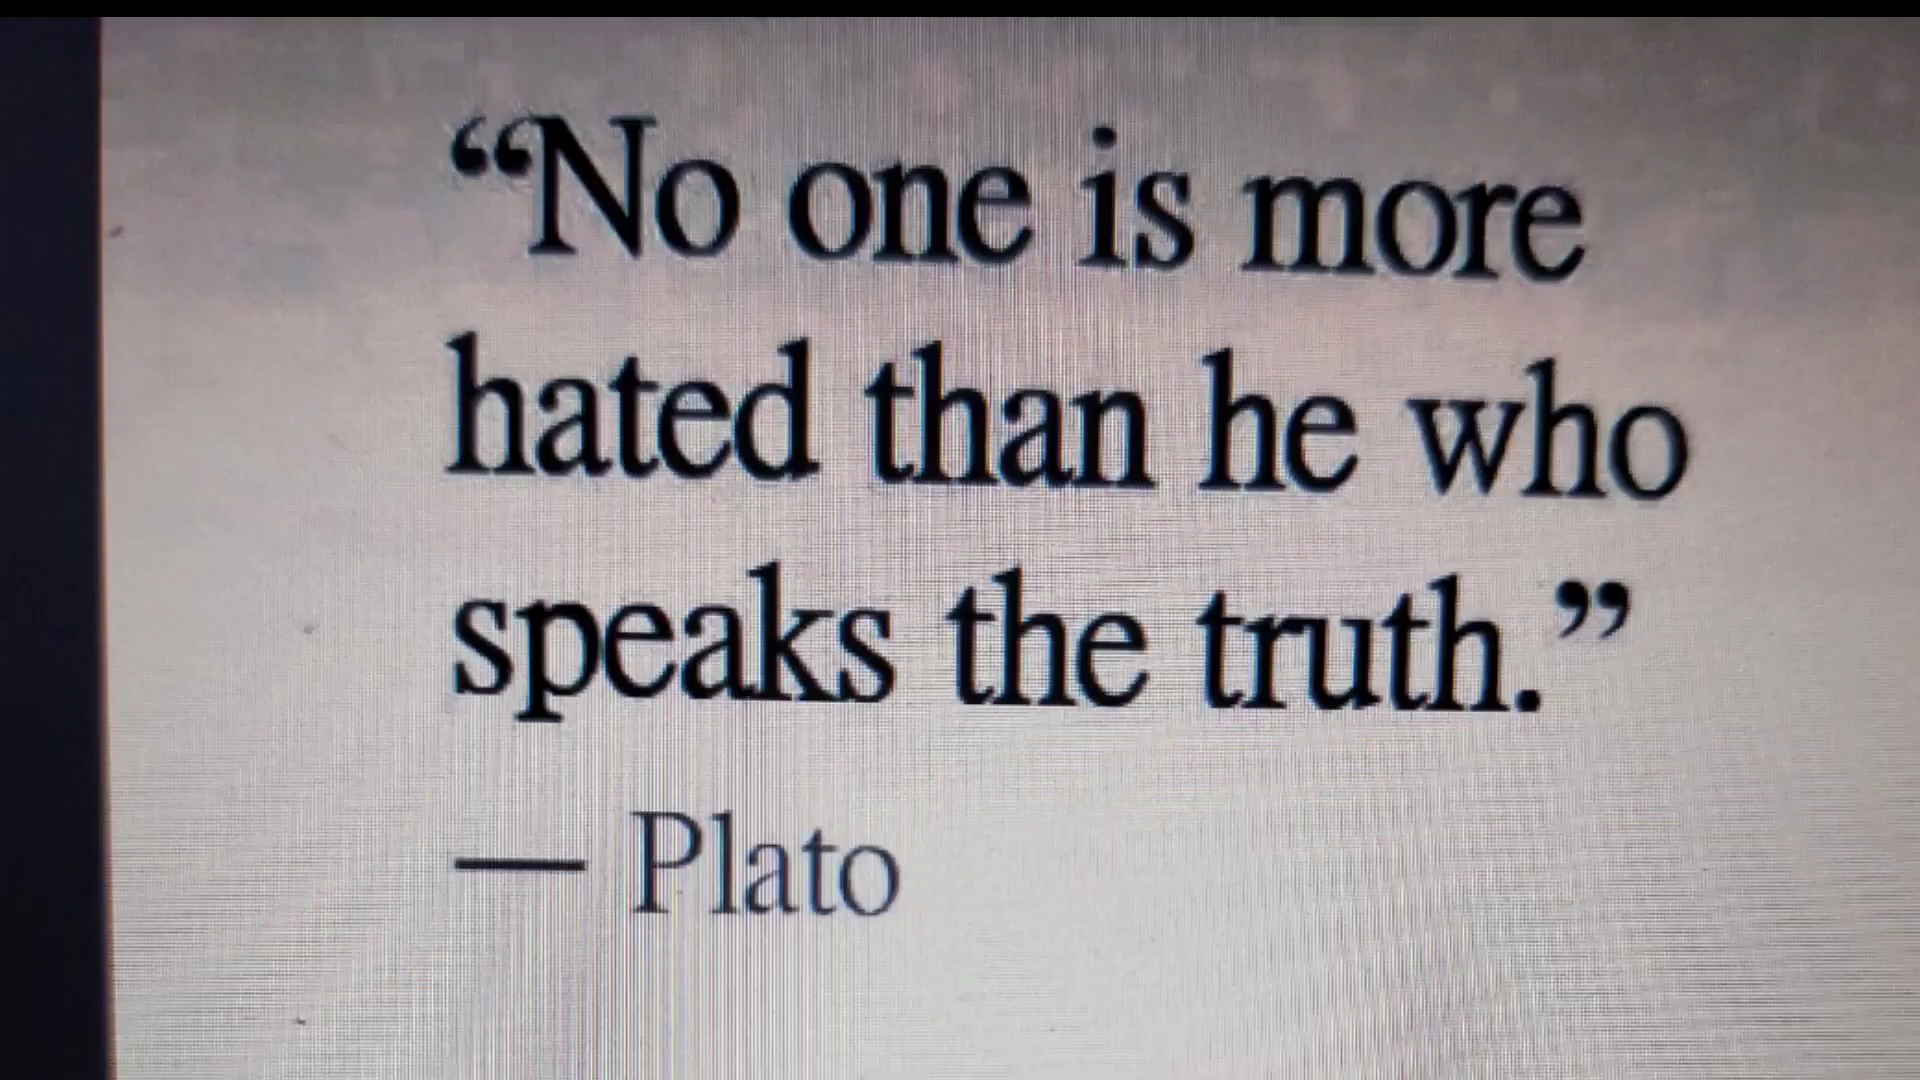 “No one is more
hated than he who
speaks the truth.”
— Plato